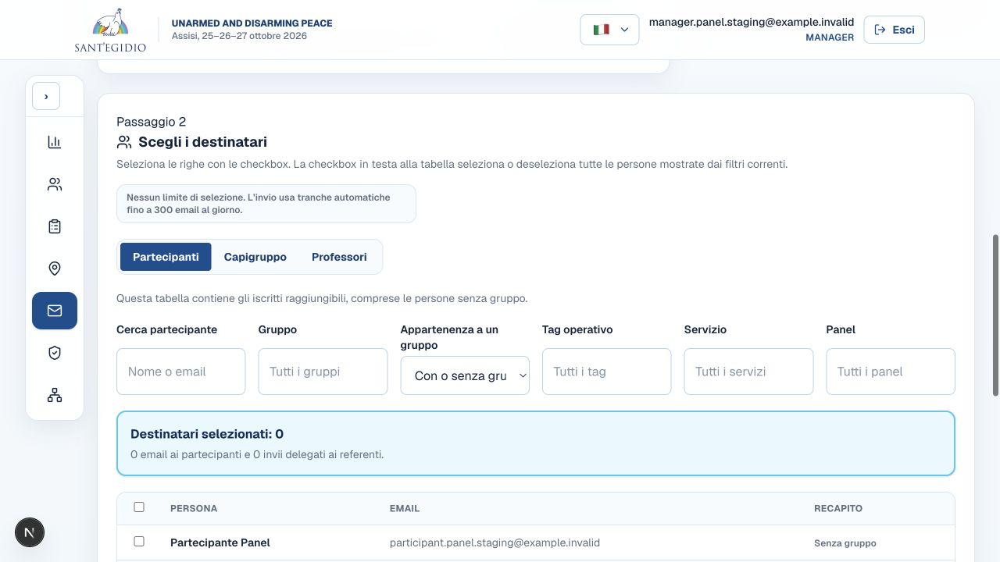 SANT'EGIDIO
UNARMED AND DISARMING PEACE
Assisi, 25–26–27 ottobre 2026
manager.panel.staging@example.invalid
MANAGER
Esci
Passaggio 2
Scegli i destinatari
Seleziona le righe con le checkbox. La checkbox in testa alla tabella seleziona o deseleziona tutte le persone mostrate dai filtri correnti.
Nessun limite di selezione. L'invio usa tranche automatiche
fino a 300 email al giorno.
Partecipanti Capigruppo Professori
Questa tabella contiene gli iscritti raggiungibili, comprese le persone senza gruppo.
Cerca partecipante Gruppo Appartenenza a un gruppo Tag operativo Servizio Panel
Nome o email Tutti i gruppi Con o senza gru Tutti i tag Tutti i servizi Tutti i panel
Destinatari selezionati: 0
0 email ai partecipanti e 0 invii delegati ai referenti.
PERSONA EMAIL RECAPITO
Partecipante Panel participant.panel.staging@example.invalid Senza gruppo
N